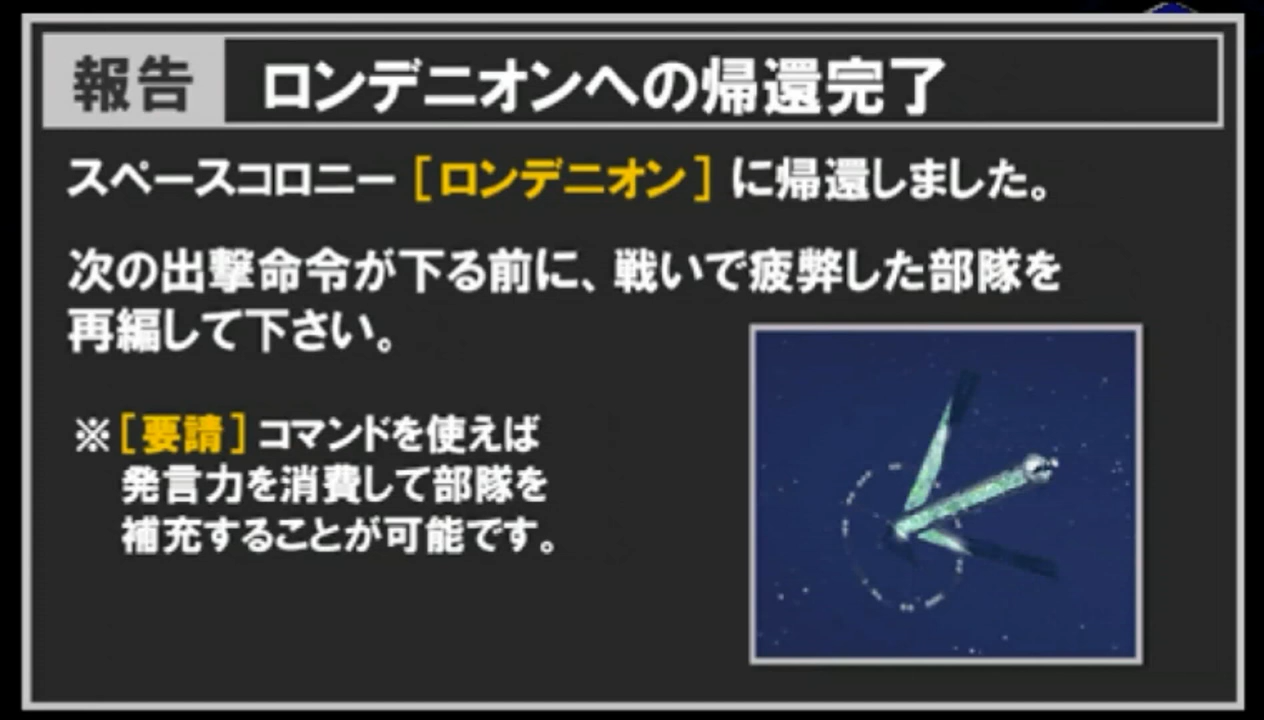 報告 ロンデニオンへの帰還完了
スペースコロニー［ロンデニオン］に帰還しました。
次の出撃命令が下る前に、戦いで疲弊した部隊を
再編して下さい。
※［要請］コマンドを使えば
発言力を消費して部隊を
補充することが可能です。